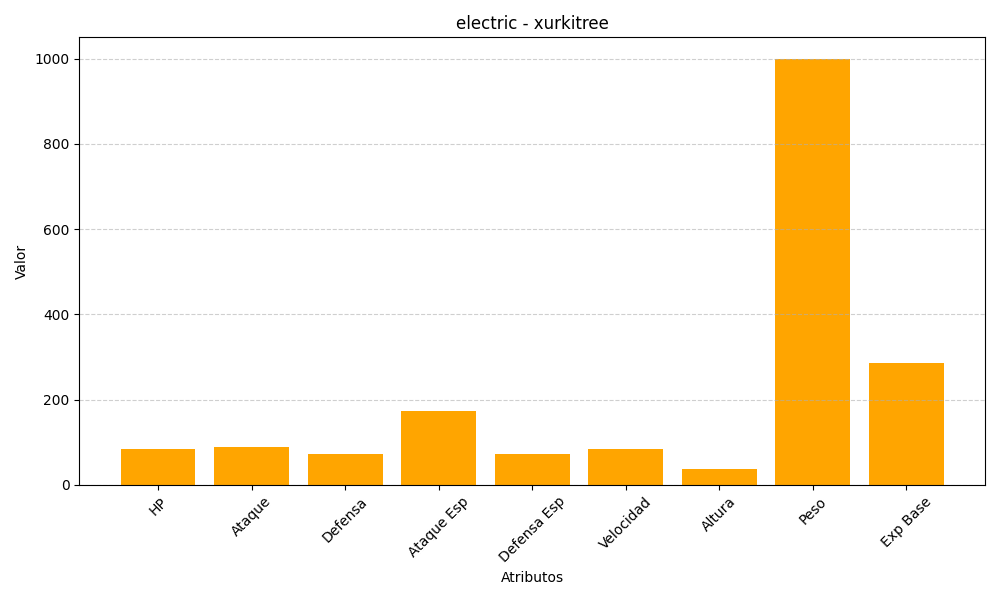 electric - xurkitree
1000
800
600
400
200
0
Valor
HP
Ataque
Defensa
Ataque Esp
Defensa Esp
Velocidad
Altura
Peso
Exp Base
Atributos